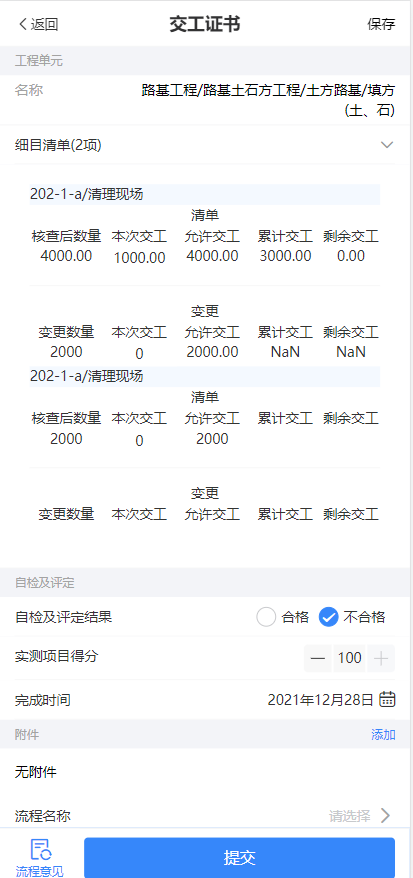 返回 交工证书 保存
工程单元
名称 路基工程/路基土石方工程/土方路基/填方
(土、石)
细目清单(2项)
202-1-a/清理现场
清单
核查后数量 本次交工 允许交工 累计交工 剩余交工
4000.00 1000.00 4000.00 3000.00 0.00
变更
变更数量 本次交工 允许交工 累计交工 剩余交工
2000 0 2000.00 NaN NaN
202-1-a/清理现场
清单
核查后数量 本次交工 允许交工 累计交工 剩余交工
2000 0 2000
变更
变更数量 本次交工 允许交工 累计交工 剩余交工
自检及评定
自检及评定结果 合格 不合格
实测项目得分 — 100 +
完成时间 2021年12月28日
附件 添加
无附件
流程名称 请选择
流程意见 提交